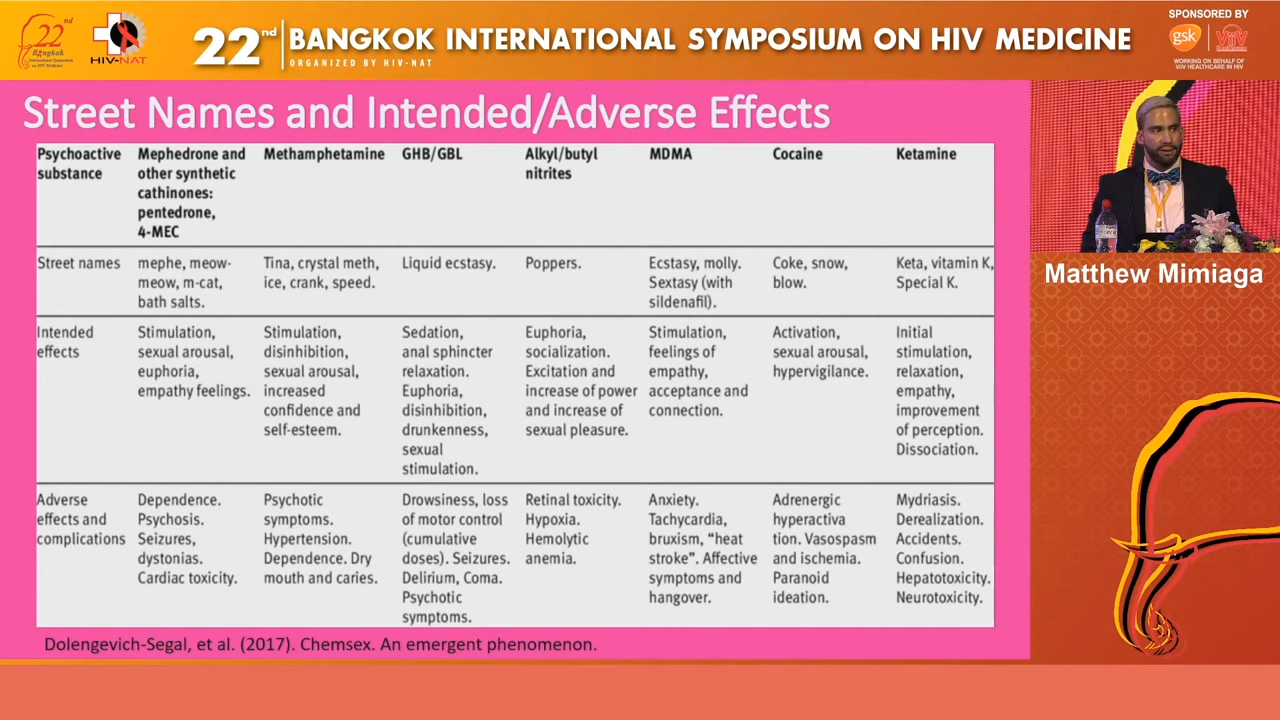 22nd
Bangkok
International Symposium
on HIV Medicine
HIV-NAT
22nd
BANGKOK INTERNATIONAL SYMPOSIUM ON HIV MEDICINE
ORGANIZED BY HIV-NAT
SPONSORED BY
gsk
ViiV
WORKING ON BEHALF OF
VIIV HEALTHCARE IN HIV
Street Names and Intended/Adverse Effects
Psychoactive
substance
Mephedrone and
other synthetic
cathinones:
pentedrone,
4-MEC
Methamphetamine
GHB/GBL
Alkyl/butyl
nitrites
MDMA
Cocaine
Ketamine
Street names
mephe, meow-
meow, m-cat,
bath salts.
Tina, crystal meth,
ice, crank, speed.
Liquid ecstasy.
Poppers.
Ecstasy, molly.
Sextasy (with
sildenafil).
Coke, snow,
blow.
Keta, vitamin K,
Special K.
Intended
effects
Stimulation,
sexual arousal,
euphoria,
empathy feelings.
Stimulation,
disinhibition,
sexual arousal,
increased
confidence and
self-esteem.
Sedation,
anal sphincter
relaxation.
Euphoria,
disinhibition,
drunkenness,
sexual
stimulation.
Euphoria,
socialization.
Excitation and
increase of power
and increase of
sexual pleasure.
Stimulation,
feelings of
empathy,
acceptance and
connection.
Activation,
sexual arousal,
hypervigilance.
Initial
stimulation,
relaxation,
empathy,
improvement
of perception.
Dissociation.
Adverse
effects and
complications
Dependence.
Psychosis.
Seizures,
dystonias.
Cardiac toxicity.
Psychotic
symptoms.
Hypertension.
Dependence. Dry
mouth and caries.
Drowsiness, loss
of motor control
(cumulative
doses). Seizures.
Delirium, Coma.
Psychotic
symptoms.
Retinal toxicity.
Hypoxia.
Hemolytic
anemia.
Anxiety.
Tachycardia,
bruxism, “heat
stroke”. Affective
symptoms and
hangover.
Adrenergic
hyperactiva
tion. Vasospasm
and ischemia.
Paranoid
ideation.
Mydriasis.
Derealization.
Accidents.
Confusion.
Hepatotoxicity.
Neurotoxicity.
Dolengevich-Segal, et al. (2017). Chemsex. An emergent phenomenon.
Matthew Mimiaga